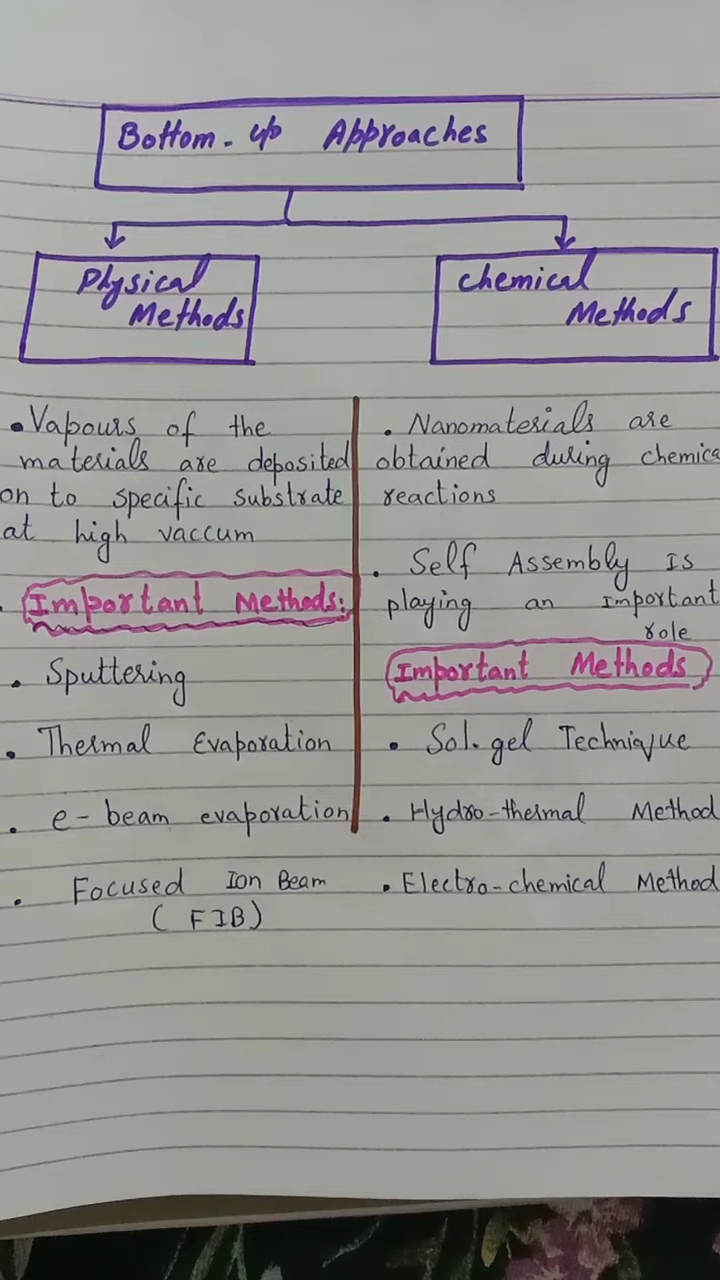 Bottom-up Approaches
Physical
Methods
Chemical
Methods
• Vapours of the
materials are deposited
on to specific substrate
at high vaccum
• Important Methods:
• Sputtering
• Thermal Evaporation
• e-beam evaporation
• Focused Ion Beam
(FIB)
• Nanomaterials are
obtained during chemica
reactions
• Self Assembly Is
playing an Important
role
Important Methods
• Sol-gel Technique
• Hydro-thermal Method
• Electro-chemical Method